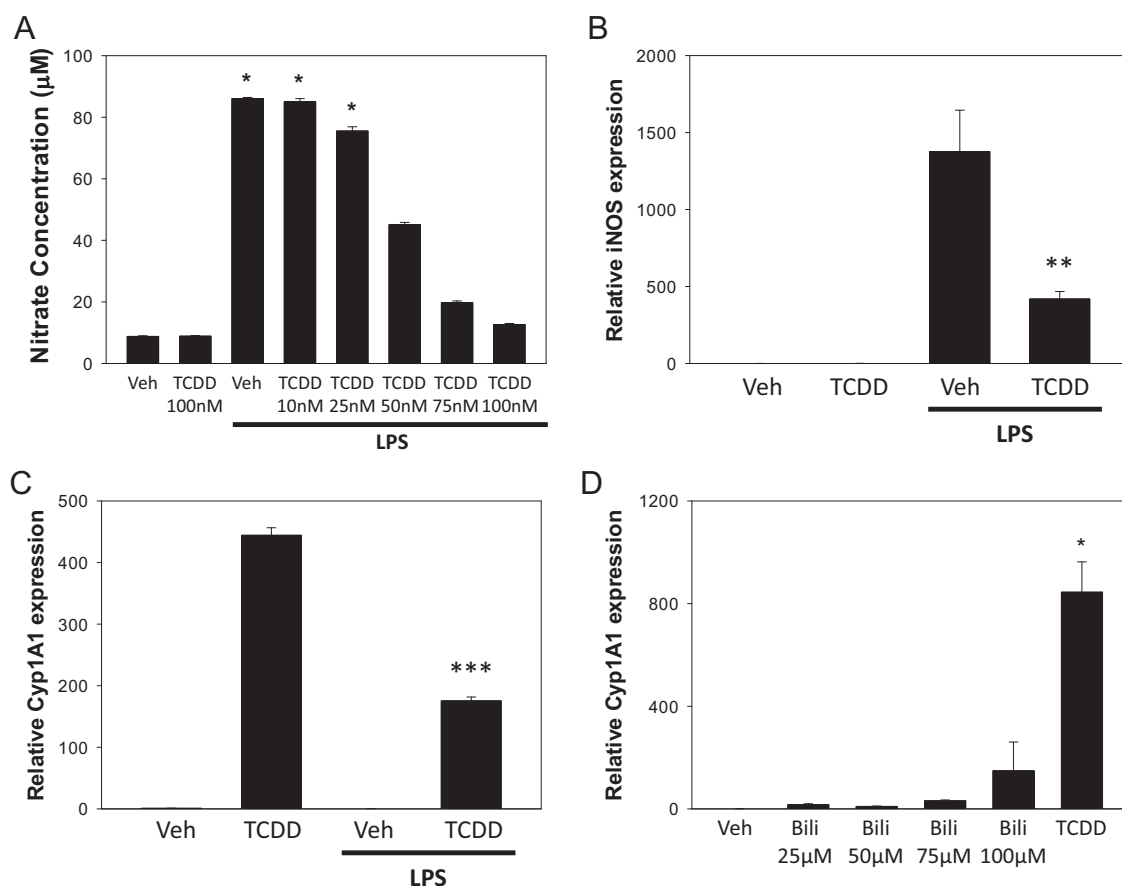 A
Nitrate Concentration (µM)
100
80
60
40
20
0
*
*
*
Veh
TCDD
100nM
Veh
TCDD
10nM
TCDD
25nM
TCDD
50nM
TCDD
75nM
TCDD
100nM
LPS
B
Relative iNOS expression
2000
1500
1000
500
0
**
Veh
TCDD
Veh
TCDD
LPS
C
Relative Cyp1A1 expression
500
400
300
200
100
0
***
Veh
TCDD
Veh
TCDD
LPS
D
Relative Cyp1A1 expression
1200
800
400
0
*
Veh
Bili
25µM
Bili
50µM
Bili
75µM
Bili
100µM
TCDD